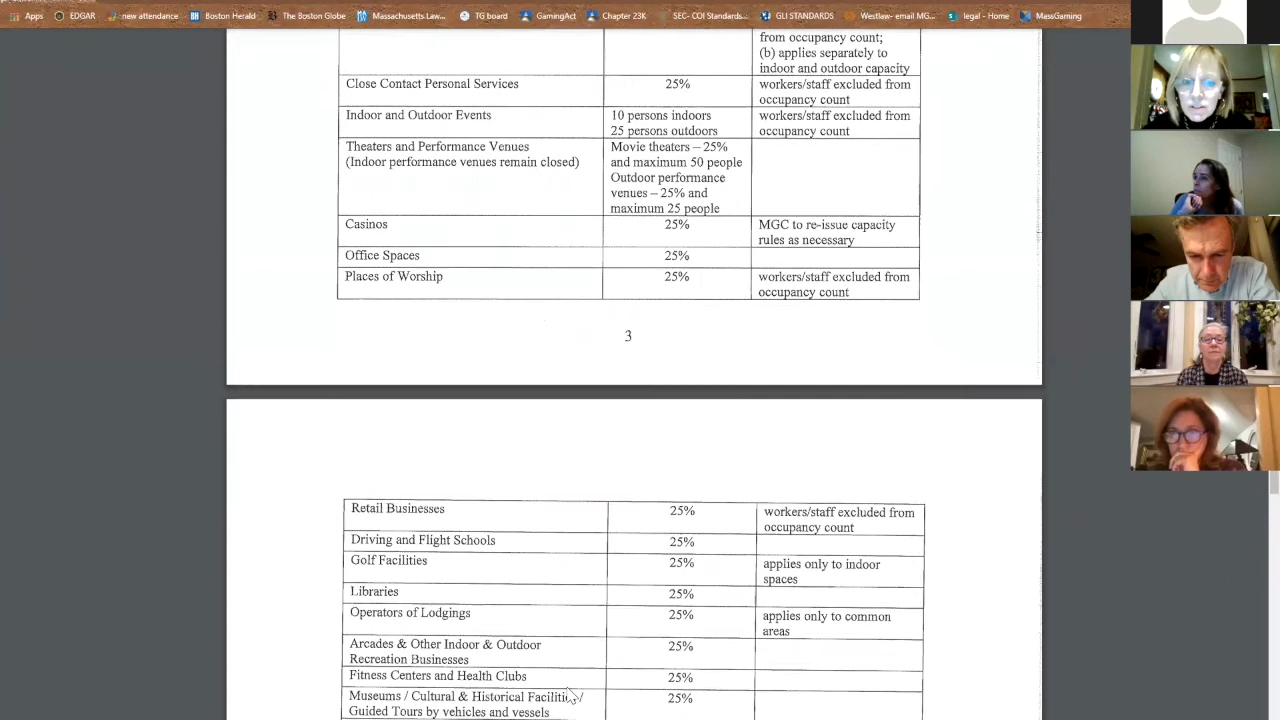 Apps EDGAR new attendance Boston Herald The Boston Globe Massachusetts Law... TG board GamingAct Chapter 23K SEC- COI Standards... GLI STANDARDS Westlaw- email MG... legal - Home MassGaming
from occupancy count;
(b) applies separately to
indoor and outdoor capacity
Close Contact Personal Services 25% workers/staff excluded from
occupancy count
Indoor and Outdoor Events 10 persons indoors workers/staff excluded from
25 persons outdoors occupancy count
Theaters and Performance Venues Movie theaters – 25%
(Indoor performance venues remain closed) and maximum 50 people
Outdoor performance
venues – 25% and
maximum 25 people
Casinos 25% MGC to re-issue capacity
rules as necessary
Office Spaces 25%
Places of Worship 25% workers/staff excluded from
occupancy count
3
Retail Businesses 25% workers/staff excluded from
occupancy count
Driving and Flight Schools 25%
Golf Facilities 25% applies only to indoor
spaces
Libraries 25%
Operators of Lodgings 25% applies only to common
areas
Arcades & Other Indoor & Outdoor 25%
Recreation Businesses
Fitness Centers and Health Clubs 25%
Museums / Cultural & Historical Facilities / 25%
Guided Tours by vehicles and vessels